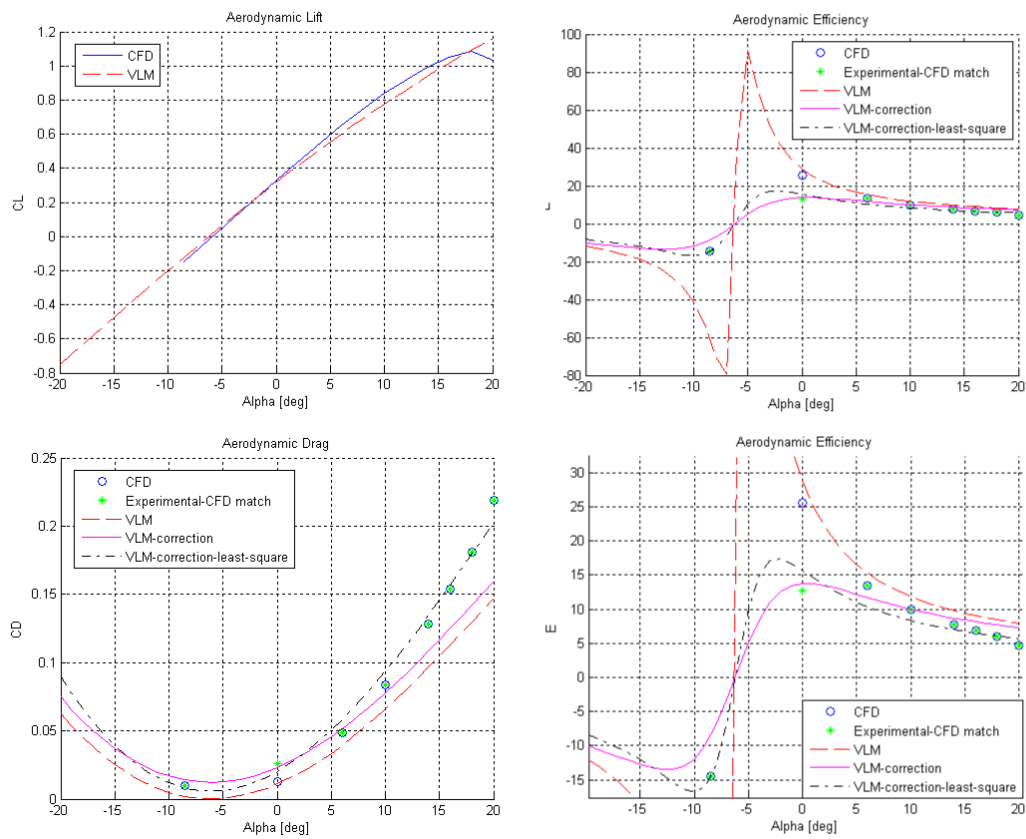 Aerodynamic Lift
CFD
VLM
CL
1.2
1
0.8
0.6
0.4
0.2
0
-0.2
-0.4
-0.6
-0.8
-20 -15 -10 -5 0 5 10 15 20
Alpha [deg]
Aerodynamic Efficiency
CFD
Experimental-CFD match
VLM
VLM-correction
VLM-correction-least-square
100
80
60
40
20
0
-20
-40
-60
-80
-20 -15 -10 -5 0 5 10 15 20
Alpha [deg]
Aerodynamic Drag
CFD
Experimental-CFD match
VLM
VLM-correction
VLM-correction-least-square
CD
0.25
0.2
0.15
0.1
0.05
0
-20 -15 -10 -5 0 5 10 15 20
Alpha [deg]
Aerodynamic Efficiency
E
30
25
20
15
10
5
0
-5
-10
-15
CFD
Experimental-CFD match
VLM
VLM-correction
VLM-correction-least-square
-20 -15 -10 -5 0 5 10 15 20
Alpha [deg]